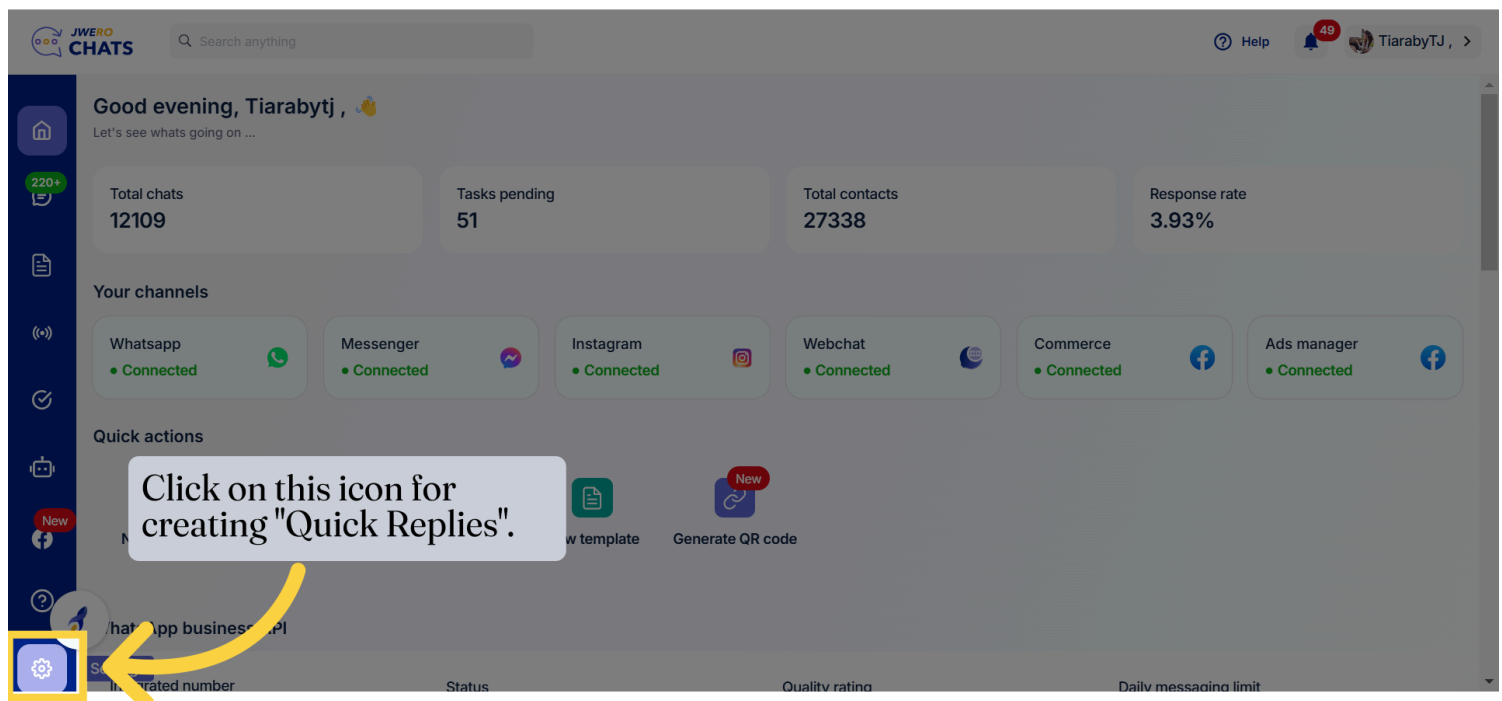 JWERO
CHATS
Search anything
Help
49
TiarabyTJ ,
Good evening, Tiarabytj , 👋
Let's see whats going on ...
220+
Total chats
12109
Tasks pending
51
Total contacts
27338
Response rate
3.93%
Your channels
Whatsapp
• Connected
Messenger
• Connected
Instagram
• Connected
Webchat
• Connected
Commerce
• Connected
Ads manager
• Connected
Quick actions
Click on this icon for
creating "Quick Replies".
New
template
Generate QR code
New
business
Integrated number
Status
Quality rating
Daily messaging limit